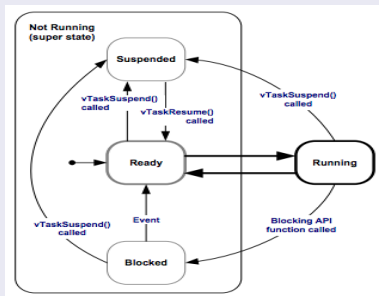 Not Running
(super state)
Suspended
vTaskSuspend()
called
vTaskResume()
called
vTaskSuspend()
called
Ready
Running
Event
vTaskSuspend()
called
Blocking API
function called
Blocked